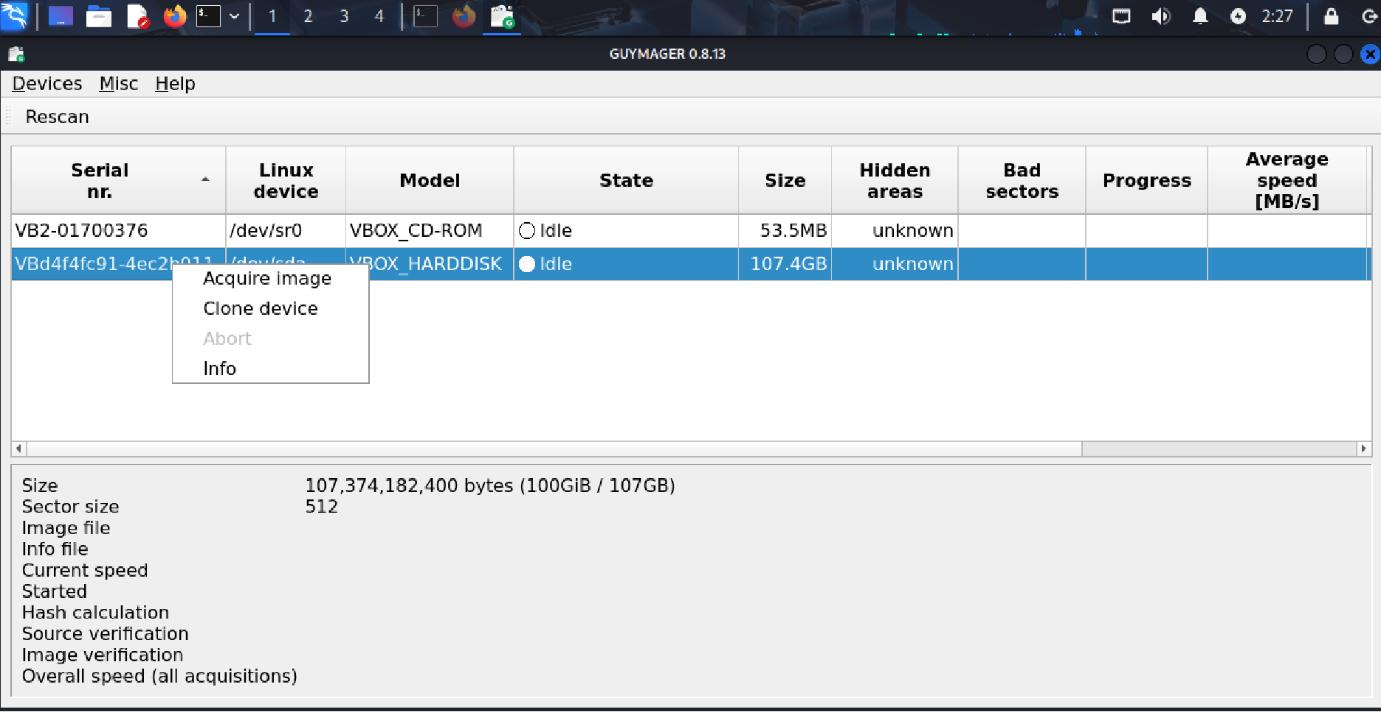 1 2 3 4 2:27
GUYMAGER 0.8.13
Devices Misc Help
Rescan
Serial nr. Linux device Model State Size Hidden areas Bad sectors Progress Average speed [MB/s]
VB2-01700376 /dev/sr0 VBOX_CD-ROM Idle 53.5MB unknown
VBd4f4fc91-4ec2b011 /dev/sda VBOX_HARDDISK Idle 107.4GB unknown
Acquire image
Clone device
Abort
Info
Size 107,374,182,400 bytes (100GiB / 107GB)
Sector size 512
Image file
Info file
Current speed
Started
Hash calculation
Source verification
Image verification
Overall speed (all acquisitions)